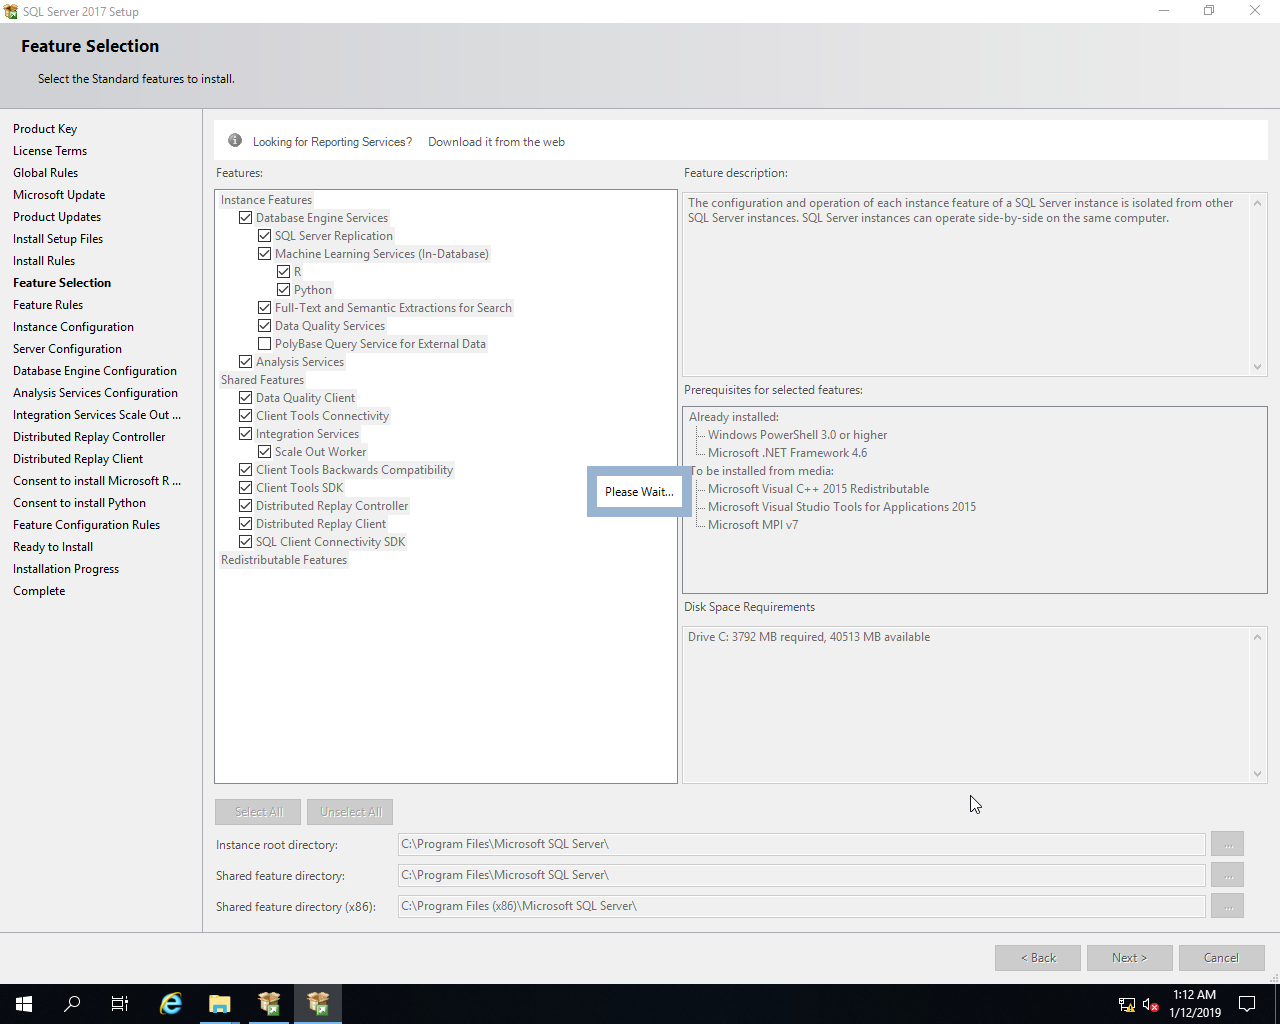 SQL Server 2017 Setup
Feature Selection
Select the Standard features to install.
Product Key
License Terms
Global Rules
Microsoft Update
Product Updates
Install Setup Files
Install Rules
Feature Selection
Feature Rules
Instance Configuration
Server Configuration
Database Engine Configuration
Analysis Services Configuration
Integration Services Scale Out ...
Distributed Replay Controller
Distributed Replay Client
Consent to install Microsoft R ...
Consent to install Python
Feature Configuration Rules
Ready to Install
Installation Progress
Complete
Looking for Reporting Services? Download it from the web
Features:
Instance Features
Database Engine Services
SQL Server Replication
Machine Learning Services (In-Database)
R
Python
Full-Text and Semantic Extractions for Search
Data Quality Services
PolyBase Query Service for External Data
Analysis Services
Shared Features
Data Quality Client
Client Tools Connectivity
Integration Services
Scale Out Worker
Client Tools Backwards Compatibility
Client Tools SDK
Distributed Replay Controller
Distributed Replay Client
SQL Client Connectivity SDK
Redistributable Features
Feature description:
The configuration and operation of each instance feature of a SQL Server instance is isolated from other
SQL Server instances. SQL Server instances can operate side-by-side on the same computer.
Prerequisites for selected features:
Already installed:
Windows PowerShell 3.0 or higher
Microsoft .NET Framework 4.6
To be installed from media:
Microsoft Visual C++ 2015 Redistributable
Microsoft Visual Studio Tools for Applications 2015
Microsoft MPI v7
Please Wait...
Disk Space Requirements
Drive C: 3792 MB required, 40513 MB available
Select All Unselect All
Instance root directory: C:\Program Files\Microsoft SQL Server\ ...
Shared feature directory: C:\Program Files\Microsoft SQL Server\ ...
Shared feature directory (x86): C:\Program Files (x86)\Microsoft SQL Server\ ...
< Back Next > Cancel
1:12 AM
1/12/2019